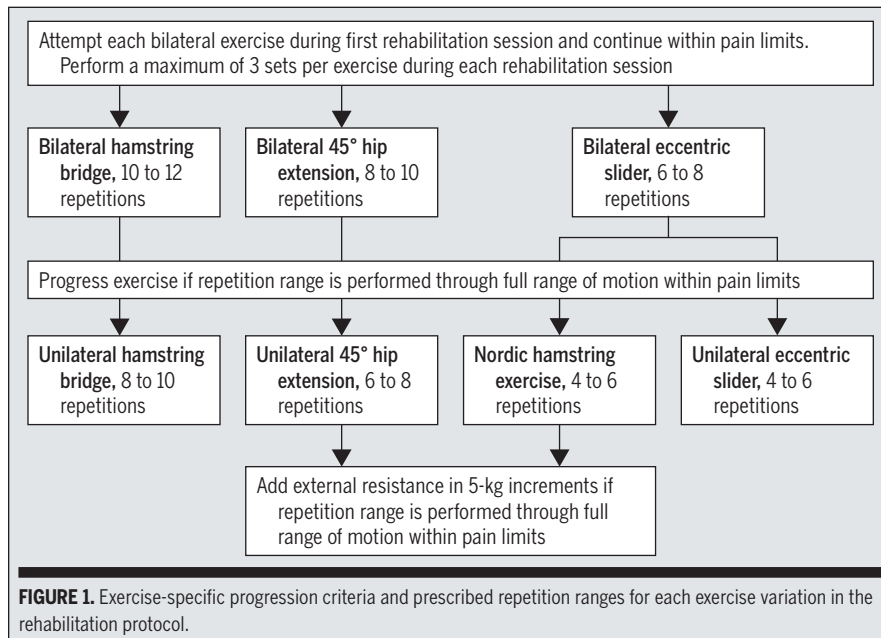 Attempt each bilateral exercise during first rehabilitation session and continue within pain limits.
Perform a maximum of 3 sets per exercise during each rehabilitation session
Bilateral hamstring
bridge, 10 to 12
repetitions
Bilateral 45° hip
extension, 8 to 10
repetitions
Bilateral eccentric
slider, 6 to 8
repetitions
Progress exercise if repetition range is performed through full range of motion within pain limits
Unilateral hamstring
bridge, 8 to 10
repetitions
Unilateral 45° hip
extension, 6 to 8
repetitions
Nordic hamstring
exercise, 4 to 6
repetitions
Unilateral eccentric
slider, 4 to 6
repetitions
Add external resistance in 5-kg increments if
repetition range is performed through full
range of motion within pain limits
FIGURE 1. Exercise-specific progression criteria and prescribed repetition ranges for each exercise variation in the
rehabilitation protocol.